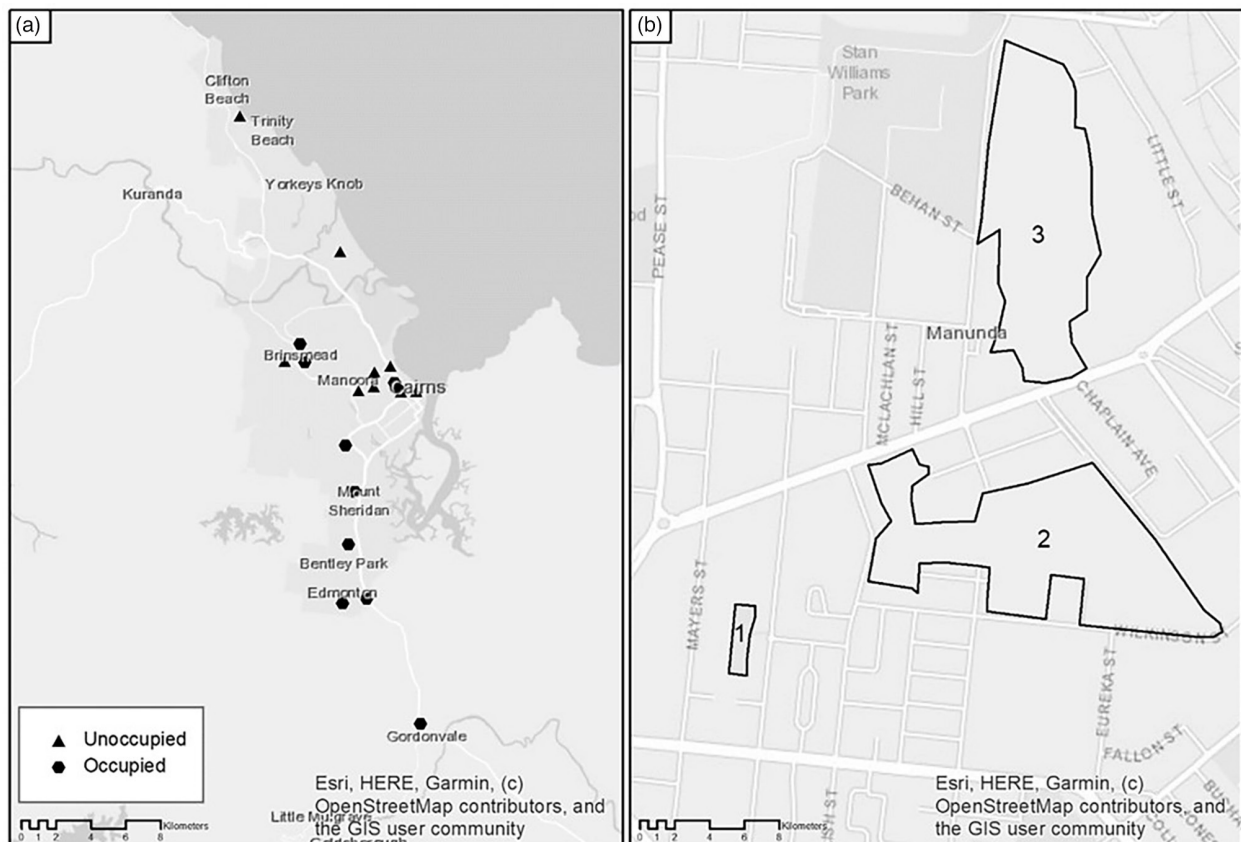 (a)
Clifton
Beach
Trinity
Beach
Yorkeys Knob
Kuranda
Brinsmead
Manoora
Cairns
Mount
Sheridan
Bentley Park
Edmonton
Gordonvale
Little Mulgrave
Unoccupied
Occupied
0 1 2 4 6 8 Kilometers
Esri, HERE, Garmin, (c)
OpenStreetMap contributors, and
the GIS user community
(b)
Stan
Williams
Park
PEASE ST
BEHAN ST
LITTLE ST
3
Manunda
MCLACHLAN ST
HILL ST
CHAPLAIN AVE
2
MAYERS ST
1
WILKINSON ST
EUREKA ST
FALLON ST
0 1 2 4 6 8 Kilometers
Esri, HERE, Garmin, (c)
OpenStreetMap contributors, and
the GIS user community